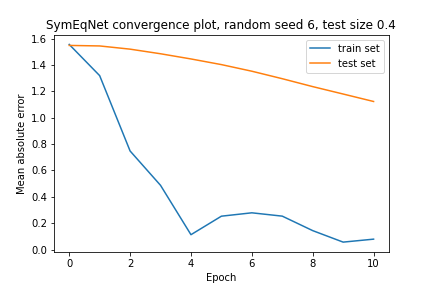 SymEqNet convergence plot, random seed 6, test size 0.4
1.6
1.4
1.2
1.0
0.8
0.6
0.4
0.2
0.0
Mean absolute error
train set
test set
0 2 4 6 8 10
Epoch